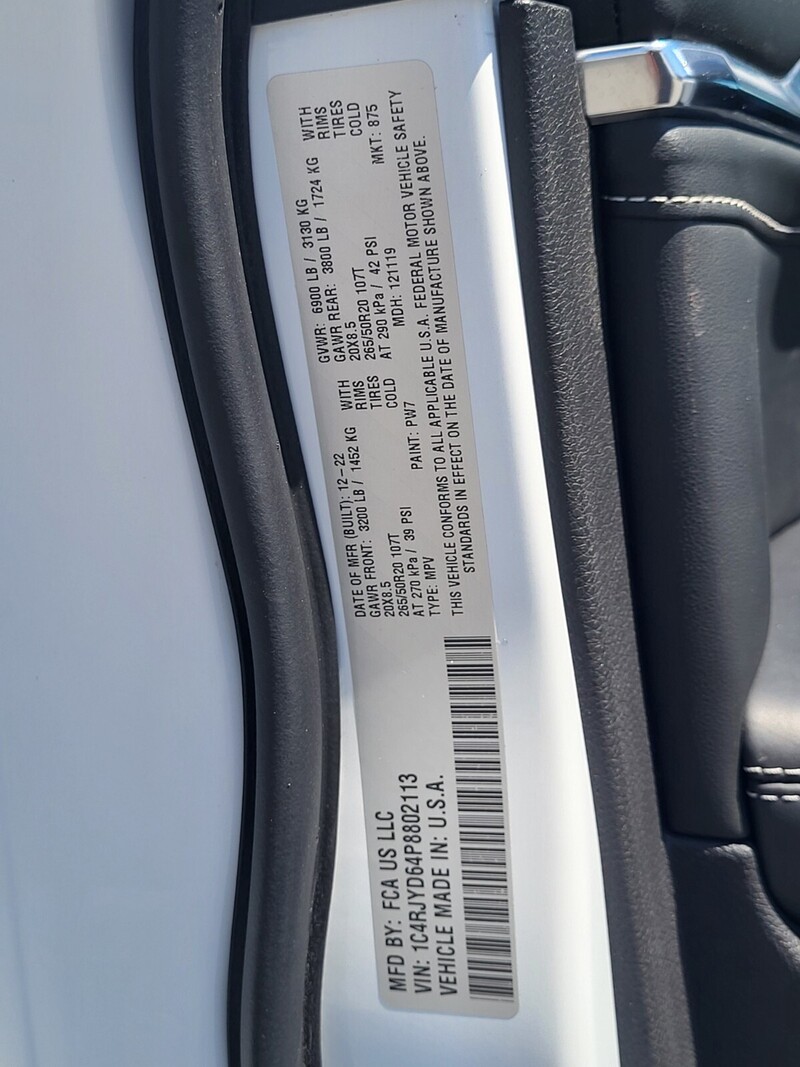 MFD BY: FCA US LLC
VIN: 1C4RJYD64P8802113
VEHICLE MADE IN: U.S.A.
DATE OF MFR (BUILT): 12-22
GAWR FRONT: 3200 LB / 1452 KG WITH
20X8.5 RIMS
265/50R20 107T TIRES
AT 270 kPa / 39 PSI COLD
GVWR: 6900 LB / 3130 KG
GAWR REAR: 3800 LB / 1724 KG WITH
20X8.5 RIMS
265/50R20 107T TIRES
AT 290 kPa / 42 PSI COLD
TYPE: MPV PAINT: PW7 MDH: 121119 MKT: 875
THIS VEHICLE CONFORMS TO ALL APPLICABLE U.S.A. FEDERAL MOTOR VEHICLE SAFETY
STANDARDS IN EFFECT ON THE DATE OF MANUFACTURE SHOWN ABOVE.